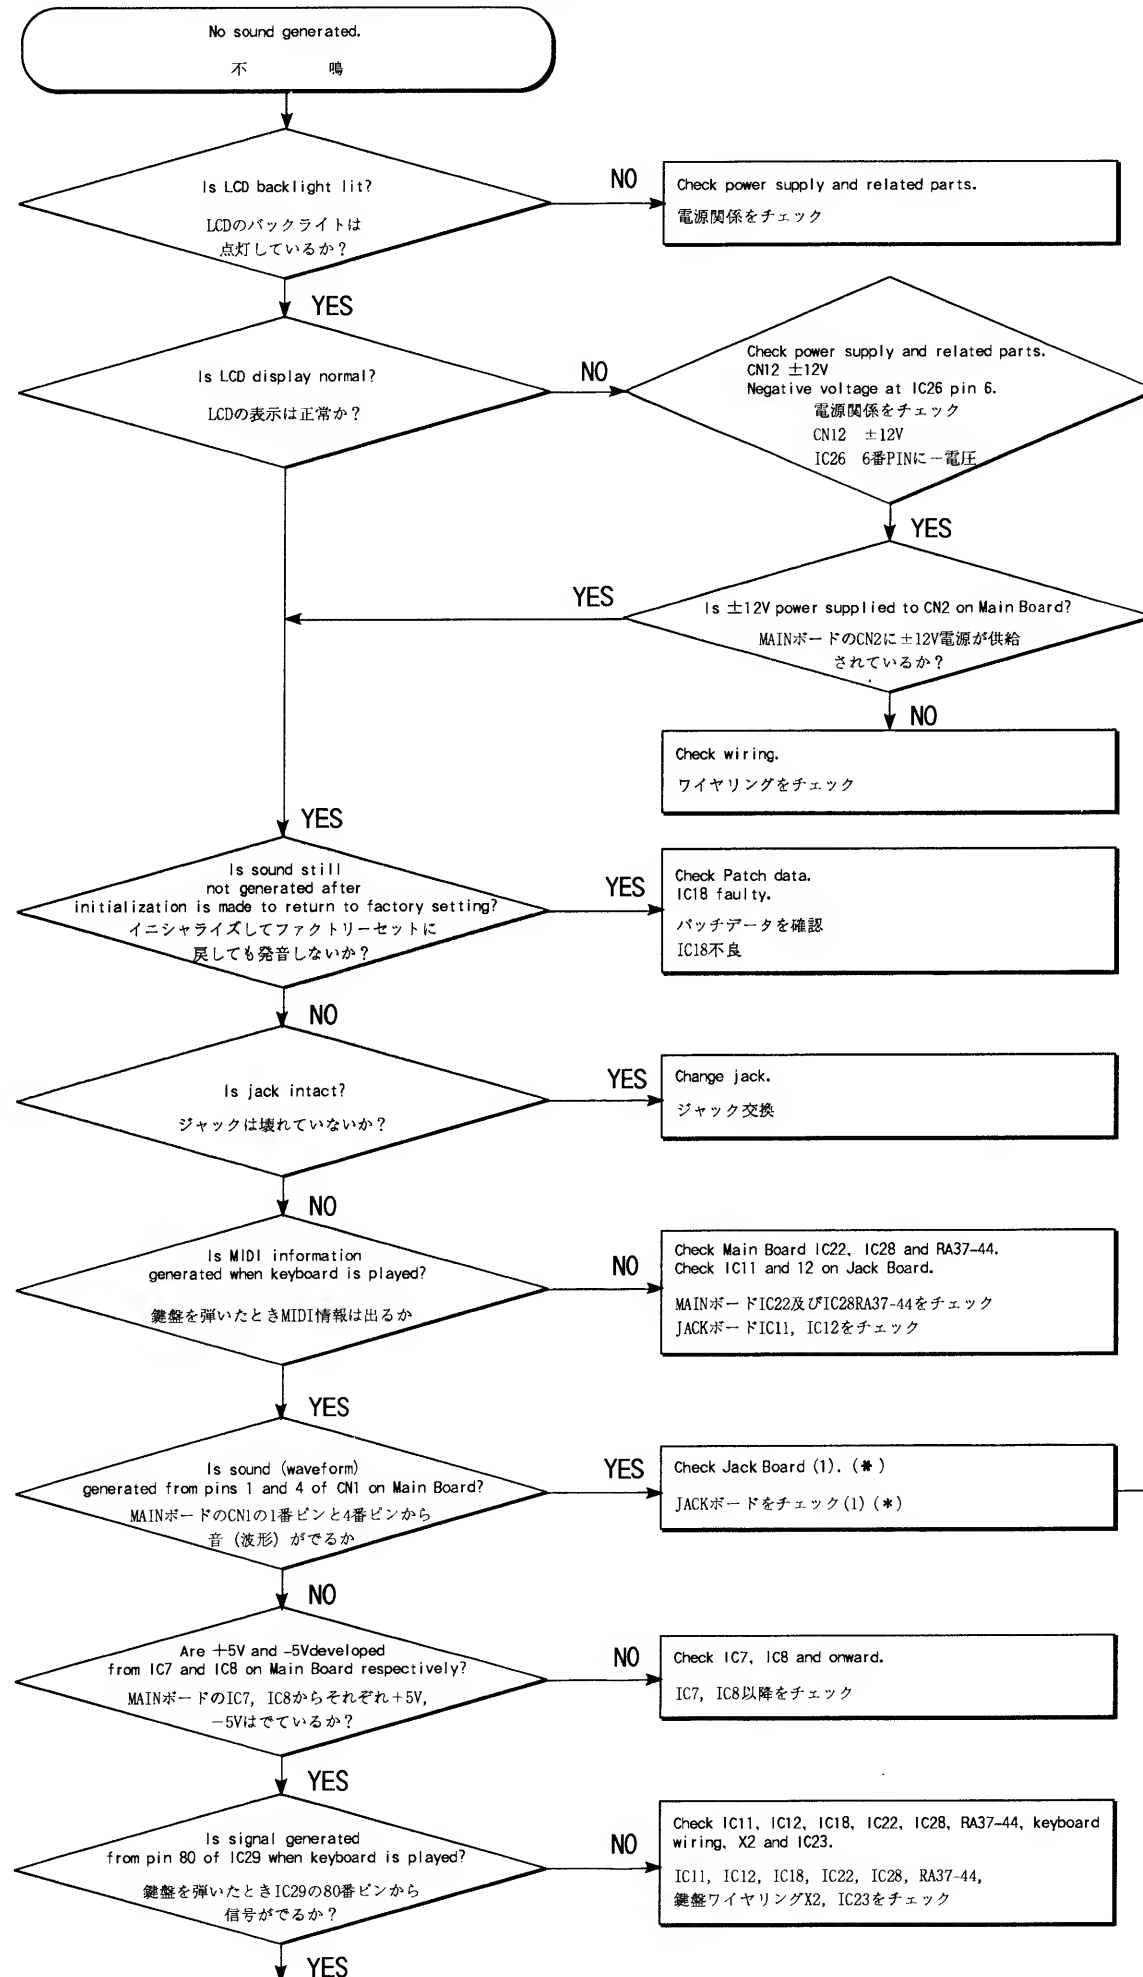 No sound generated.
不 鳴
Is LCD backlight lit?
LCDのバックライトは
点灯しているか？
NO
Check power supply and related parts.
電源関係をチェック
YES
Is LCD display normal?
LCDの表示は正常か？
NO
Check power supply and related parts.
CN12 ±12V
Negative voltage at IC26 pin 6.
電源関係をチェック
CN12 ±12V
IC26 6番PINに－電圧
YES
Is ±12V power supplied to CN2 on Main Board?
MAINボードのCN2に±12V電源が供給
されているか？
YES
NO
Check wiring.
ワイヤリングをチェック
YES
Is sound still
not generated after
initialization is made to return to factory setting?
イニシャライズしてファクトリーセットに
戻しても発音しないか？
YES
Check Patch data.
IC18 faulty.
パッチデータを確認
IC18不良
NO
Is jack intact?
ジャックは壊れていないか？
YES
Change jack.
ジャック交換
NO
Is MIDI information
generated when keyboard is played?
鍵盤を弾いたときMIDI情報は出るか
NO
Check Main Board IC22, IC28 and RA37-44.
Check IC11 and 12 on Jack Board.
MAINボードIC22及びIC28RA37-44をチェック
JACKボードIC11, IC12をチェック
YES
Is sound (waveform)
generated from pins 1 and 4 of CN1 on Main Board?
MAINボードのCN1の1番ピンと4番ピンから
音（波形）がでるか
YES
Check Jack Board (1). (*)
JACKボードをチェック(1) (*)
NO
Are +5V and -5Vdeveloped
from IC7 and IC8 on Main Board respectively?
MAINボードのIC7, IC8からそれぞれ+5V,
－5Vはでているか？
NO
Check IC7, IC8 and onward.
IC7, IC8以降をチェック
YES
Is signal generated
from pin 80 of IC29 when keyboard is played?
鍵盤を弾いたときIC29の80番ピンから
信号がでるか？
NO
Check IC11, IC12, IC18, IC22, IC28, RA37-44, keyboard
wiring, X2 and IC23.
IC11, IC12, IC18, IC22, IC28, RA37-44,
鍵盤ワイヤリングX2, IC23をチェック
YES